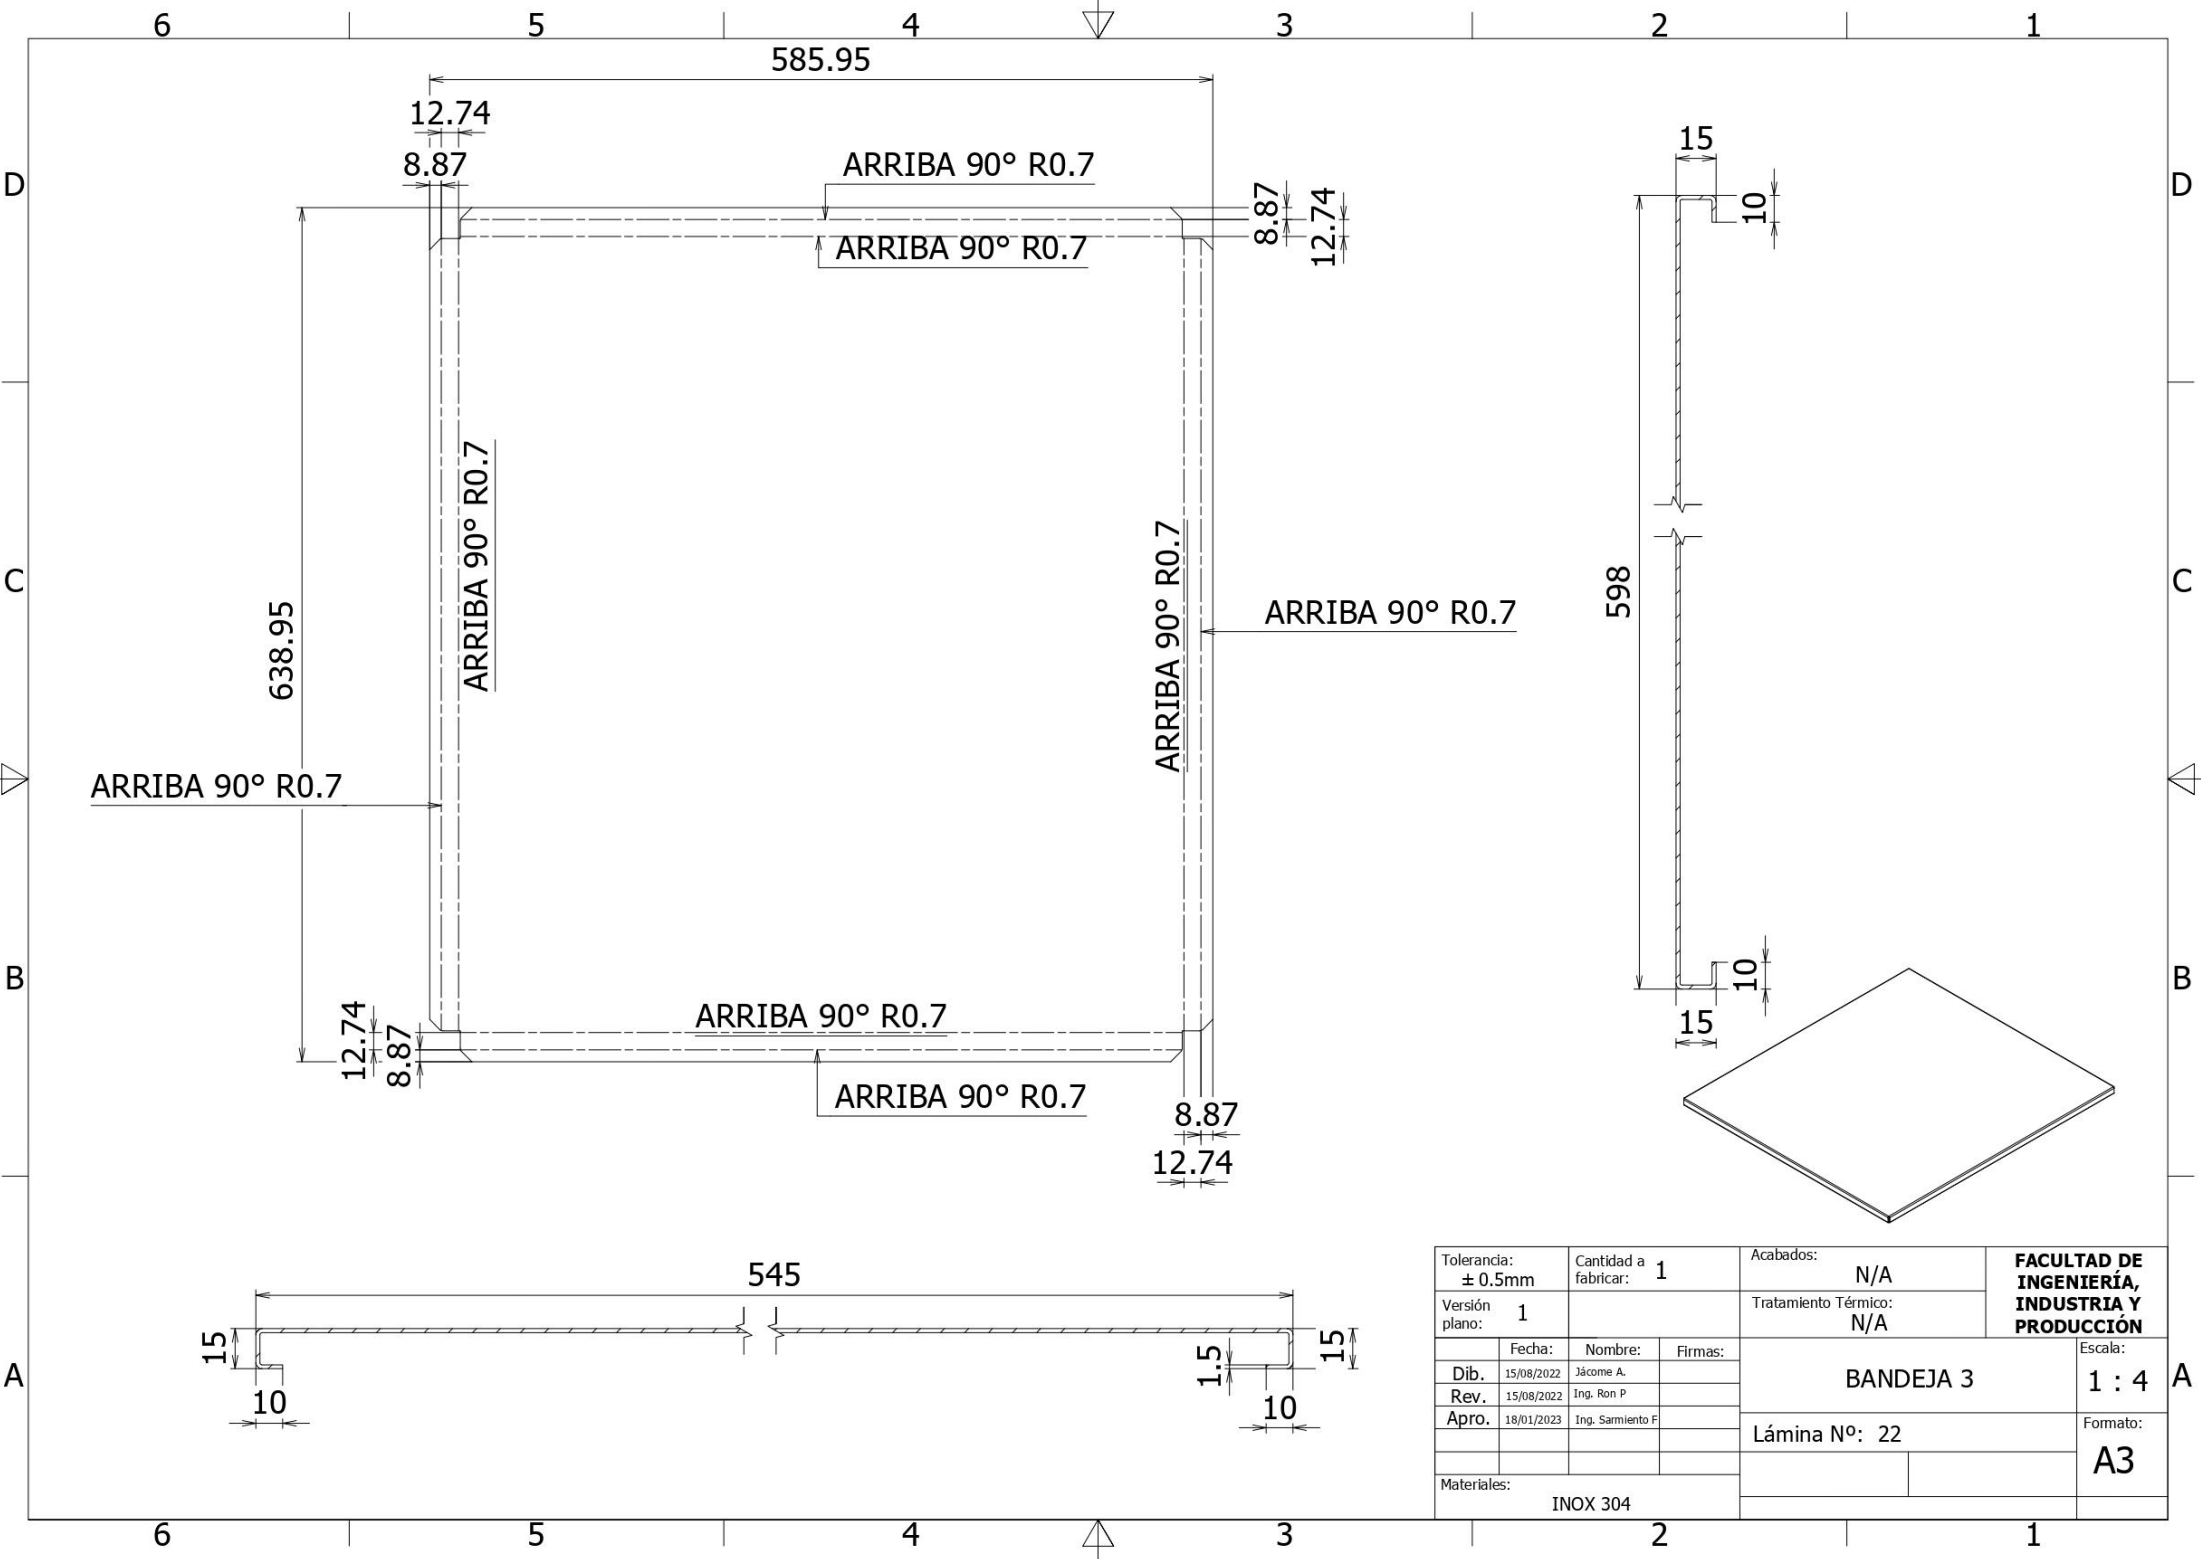 6 5 4 3 2 1
585.95
12.74
8.87
ARRIBA 90° R0.7
ARRIBA 90° R0.7
8.87
12.74
15
10
D D
638.95
ARRIBA 90° R0.7
ARRIBA 90° R0.7
ARRIBA 90° R0.7
598
C C
ARRIBA 90° R0.7
12.74
8.87
ARRIBA 90° R0.7
ARRIBA 90° R0.7
8.87
12.74
10
15
B B
545
15
10
1.5
15
10
A A
Tolerancia:
± 0.5mm
Cantidad a
fabricar: 1
Acabados:
N/A
FACULTAD DE
INGENIERÍA,
INDUSTRIA Y
PRODUCCIÓN
Versión
plano: 1
Tratamiento Térmico:
N/A
Fecha: Nombre: Firmas:
Dib. 15/08/2022 Jácome A.
Rev. 15/08/2022 Ing. Ron P
Apro. 18/01/2023 Ing. Sarmiento F
BANDEJA 3
Escala:
1 : 4
Lámina Nº: 22
Formato:
A3
Materiales:
INOX 304
6 5 4 3 2 1